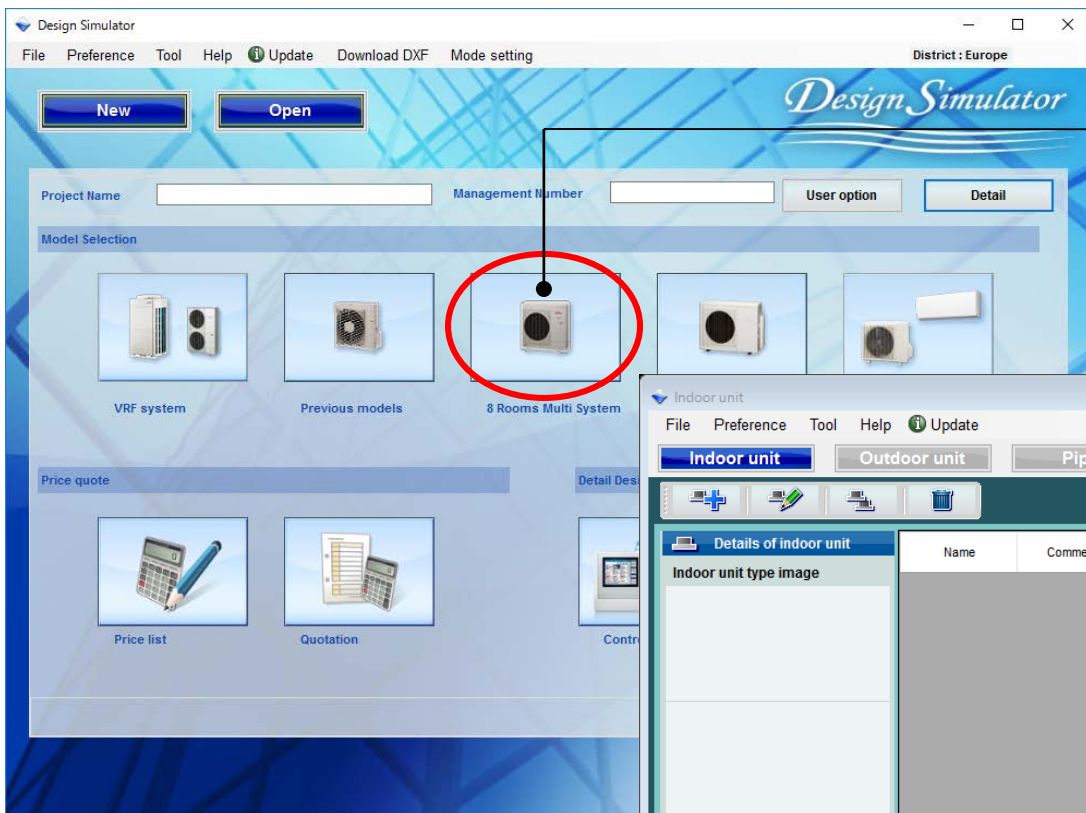 Design Simulator
File Preference Tool Help Update Download DXF Mode setting District : Europe
New Open Design Simulator
Project Name Management Number User option Detail
Model Selection
VRF system Previous models 8 Rooms Multi System
Price quote
Price list Quotation
Indoor unit
File Preference Tool Help Update
Indoor unit Outdoor unit
Details of indoor unit Name
Indoor unit type image